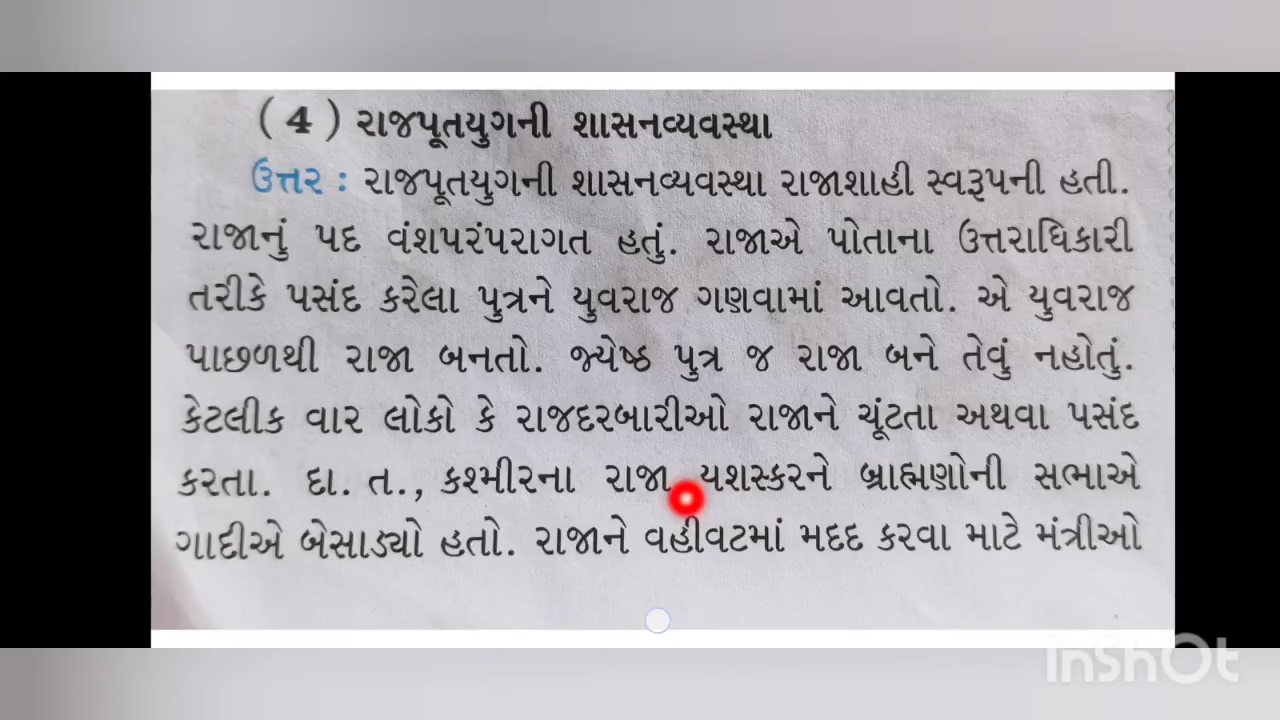 (4) રાજપૂતયુગની શાસનવ્યવસ્થા
ઉત્તર : રાજપૂતયુગની શાસનવ્યવસ્થા રાજાશાહી સ્વરૂપની હતી.
રાજાનું પદ વંશપરંપરાગત હતું. રાજાએ પોતાના ઉત્તરાધિકારી
તરીકે પસંદ કરેલા પુત્રને યુવરાજ ગણવામાં આવતો. એ યુવરાજ
પાછળથી રાજા બનતો. જ્યેષ્ઠ પુત્ર જ રાજા બને તેવું નહોતું.
કેટલીક વાર લોકો કે રાજદરબારીઓ રાજાને ચૂંટતા અથવા પસંદ
કરતા. દા. ત., કશ્મીરના રાજા યશસ્કરને બ્રાહ્મણોની સભાએ
ગાદીએ બેસાડ્યો હતો. રાજાને વહીવટમાં મદદ કરવા માટે મંત્રીઓ
InShOt